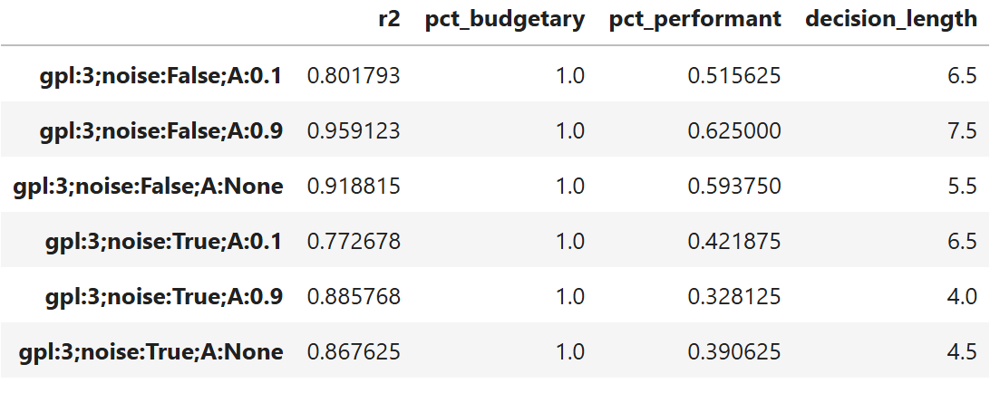 r2 pct_budgetary pct_performant decision_length
gpl:3;noise:False;A:0.1 0.801793 1.0 0.515625 6.5
gpl:3;noise:False;A:0.9 0.959123 1.0 0.625000 7.5
gpl:3;noise:False;A:None 0.918815 1.0 0.593750 5.5
gpl:3;noise:True;A:0.1 0.772678 1.0 0.421875 6.5
gpl:3;noise:True;A:0.9 0.885768 1.0 0.328125 4.0
gpl:3;noise:True;A:None 0.867625 1.0 0.390625 4.5